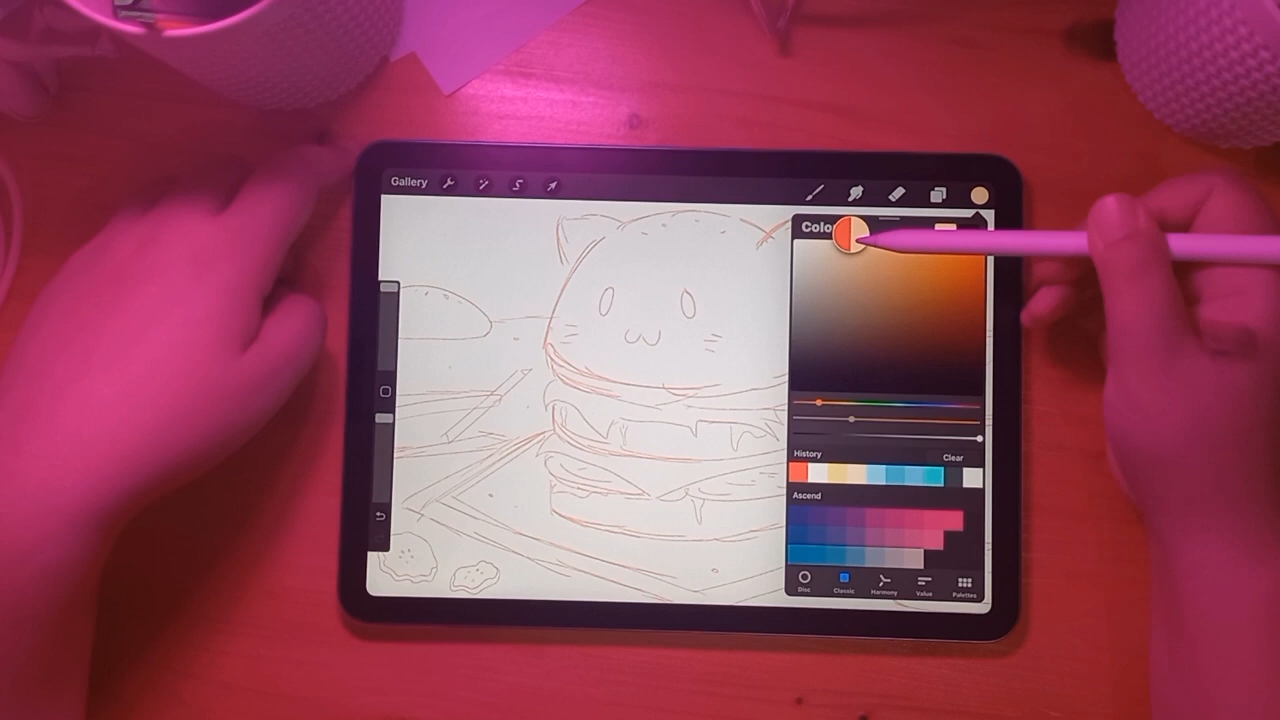 Gallery
Colo
History
Clear
Ascend
Disc
Classic
Harmony
Value
Palettes